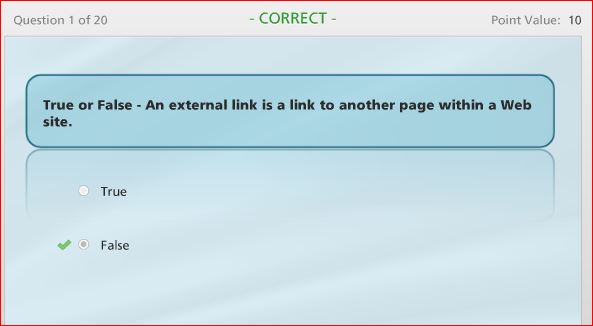 Question 1 of 20
- CORRECT -
Point Value: 10
True or False - An external link is a link to another page within a Web
site.
True
False